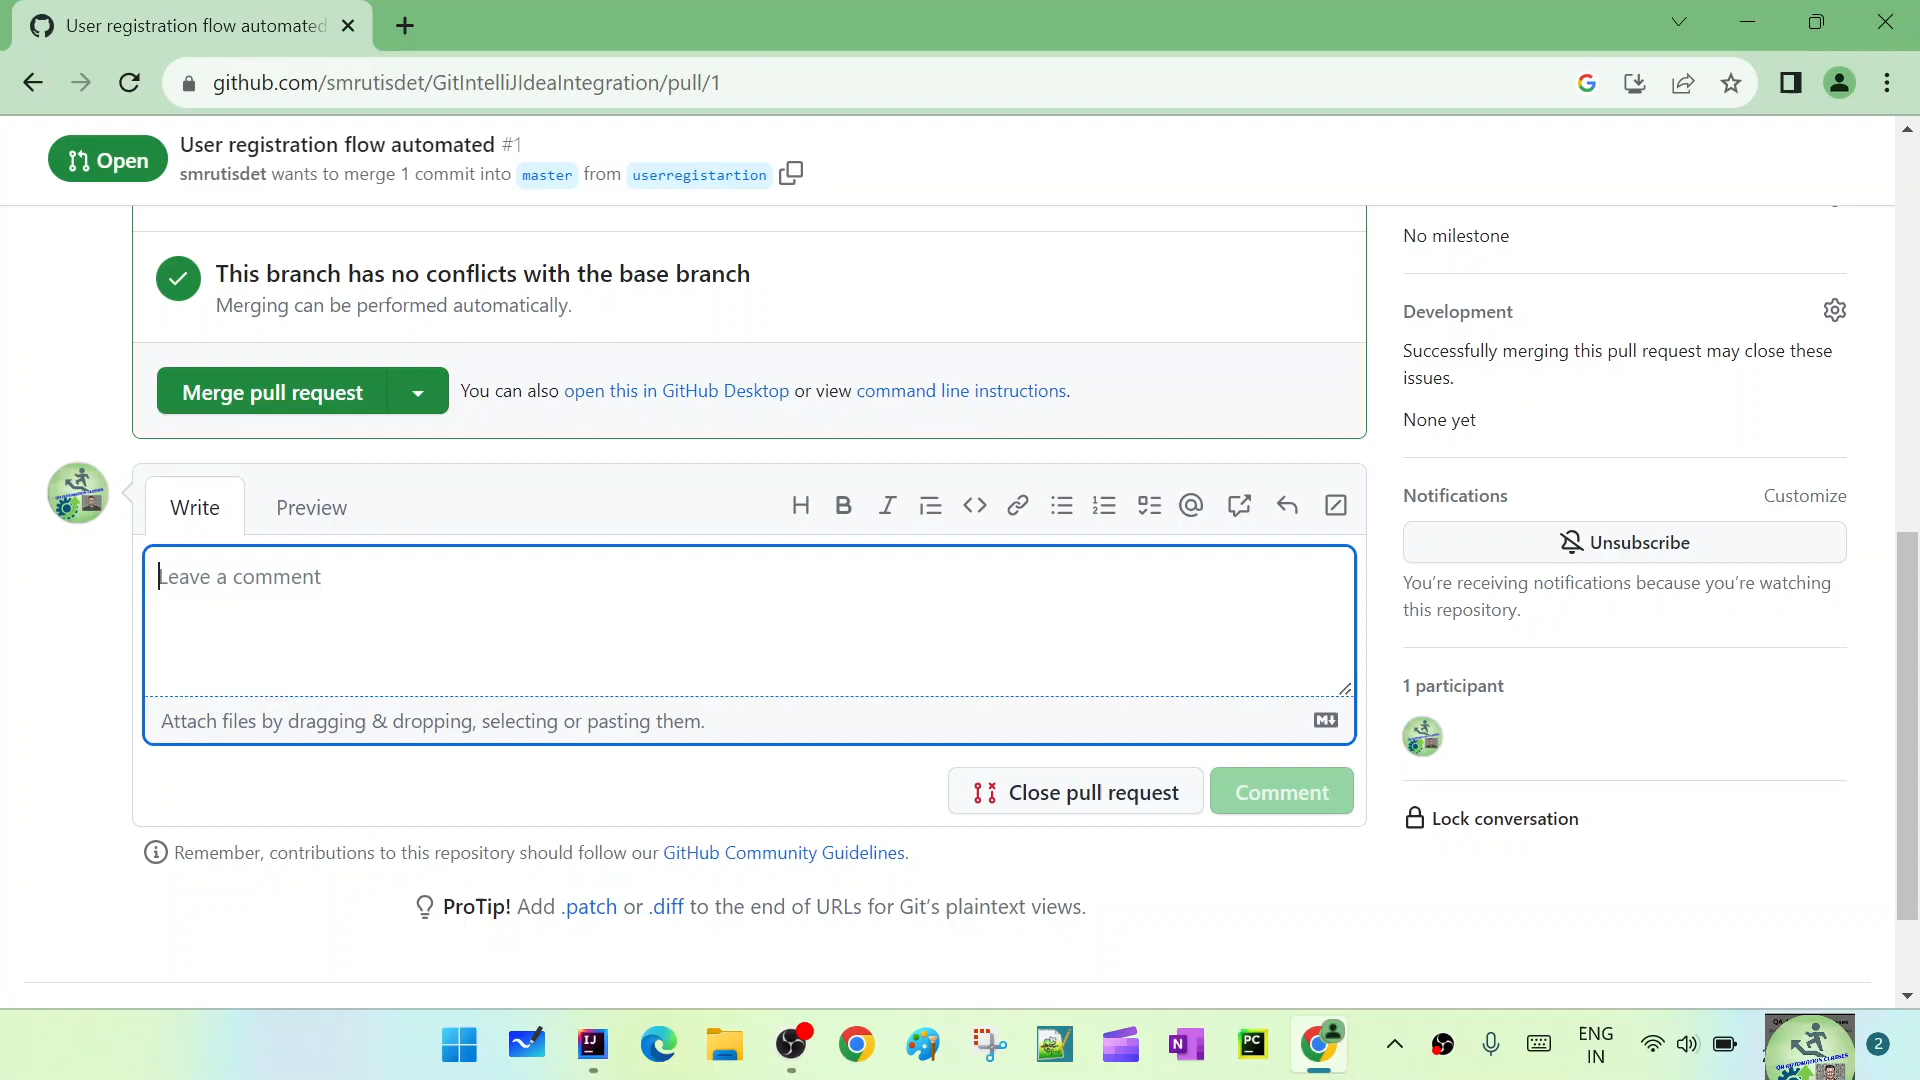 User registration flow automated
github.com/smrutisdet/GitIntelliJIdeaIntegration/pull/1
Open
User registration flow automated #1
smrutisdet wants to merge 1 commit into master from userregistartion
No milestone
This branch has no conflicts with the base branch
Merging can be performed automatically.
Development
Successfully merging this pull request may close these
issues.
None yet
Merge pull request
You can also open this in GitHub Desktop or view command line instructions.
Write
Preview
Leave a comment
Attach files by dragging & dropping, selecting or pasting them.
Close pull request
Comment
Notifications
Customize
Unsubscribe
You're receiving notifications because you're watching
this repository.
1 participant
Lock conversation
Remember, contributions to this repository should follow our GitHub Community Guidelines.
ProTip! Add .patch or .diff to the end of URLs for Git's plaintext views.
ENG
IN
2